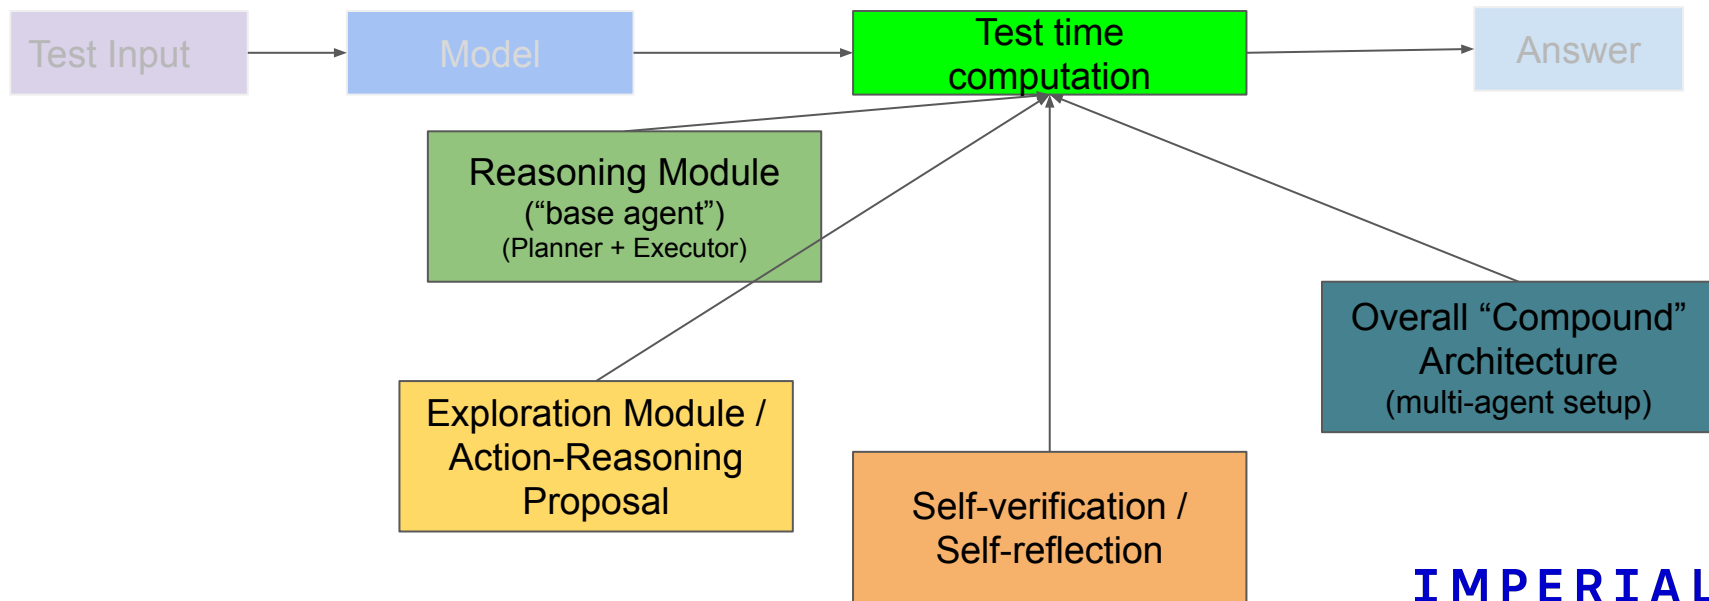 Test Input
Model
Test time
computation
Answer
Reasoning Module
(“base agent”)
(Planner + Executor)
Overall “Compound”
Architecture
(multi-agent setup)
Exploration Module /
Action-Reasoning
Proposal
Self-verification /
Self-reflection
IMPERIAL